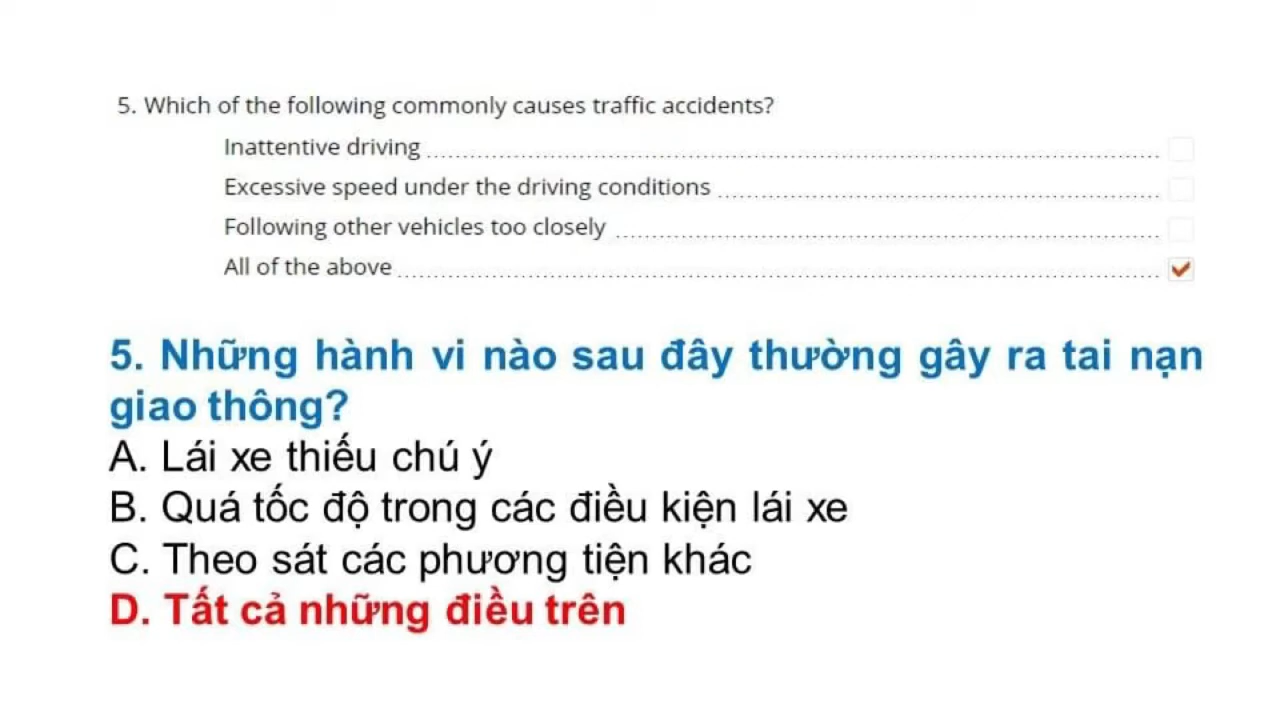 5. Which of the following commonly causes traffic accidents?
Inattentive driving
Excessive speed under the driving conditions
Following other vehicles too closely
All of the above
5. Những hành vi nào sau đây thường gây ra tai nạn
giao thông?
A. Lái xe thiếu chú ý
B. Quá tốc độ trong các điều kiện lái xe
C. Theo sát các phương tiện khác
D. Tất cả những điều trên